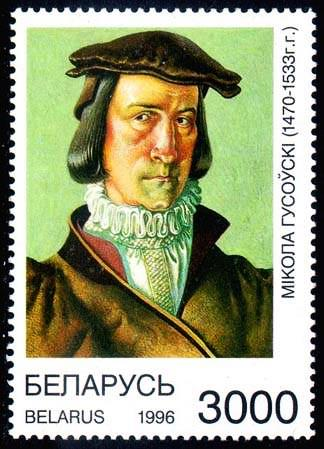 МІКОЛА ГУСОЎСКІ (1470-1533г.г.)
БЕЛАРУСЬ
BELARUS 1996 3000